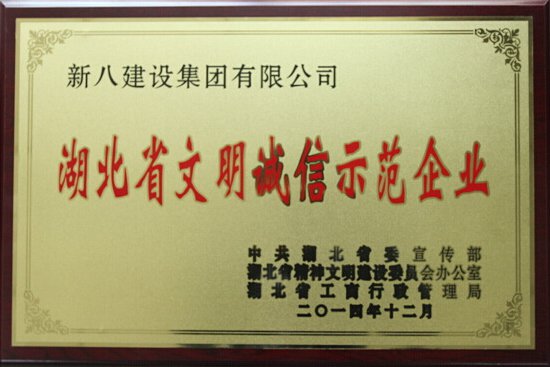 新八建设集团有限公司
湖北省文明诚信示范企业
中共湖北省委宣传部
湖北省精神文明建设委员会办公室
湖北省工商行政管理局
二〇一四年十二月